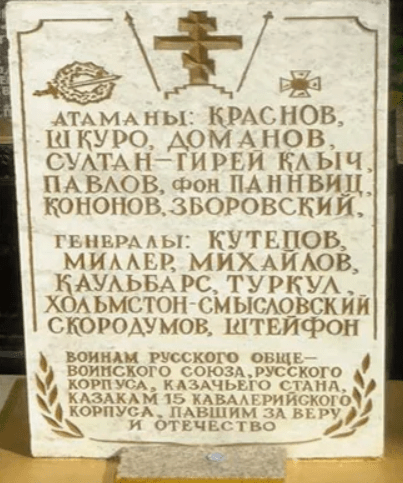 АТАМАНЫ: КРАСНОВ,
ШКУРО, ДОМАНОВ,
СУЛТАН-ГИРЕЙ КЛЫЧ,
ПАВЛОВ, ФОН ПАННВИЦ,
КОНОНОВ, ЗБОРОВСКИЙ,
ГЕНЕРАЛЫ: КУТЕПОВ,
МИЛЛЕР, МИХАЙЛОВ,
КАУЛЬБАРС, ТУРКУЛ,
ХОЛЬМСТОН-СМЫСЛОВСКИЙ
СКОРОДУМОВ, ШТЕЙФОН
ВОИНАМ РУССКОГО ОБЩЕ-
ВОИНСКОГО СОЮЗА, РУССКОГО
КОРПУСА, КАЗАЧЬЕГО СТАНА,
КАЗАКАМ 15 КАВАЛЕРИЙСКОГО
КОРПУСА, ПАВШИМ ЗА ВЕРУ
И ОТЕЧЕСТВО